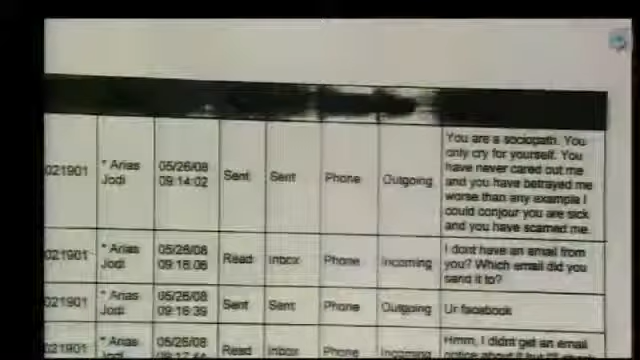 021901
* Arias
Jodi
05/26/08
09:14:02
Sent
Sent
Phone
Outgoing
You are a sociopath. You
only cry for yourself. You
have never cared out me
and you have betrayed me
worse than any example I
could conjour you are sick
and you have scamed me.
021901
* Arias
Jodi
05/26/08
09:16:06
Read
Inbox
Phone
Incoming
I dont have an email from
you? Which email did you
send it to?
021901
* Arias
Jodi
05/26/08
09:16:39
Sent
Sent
Phone
Outgoing
Ur facebook
021901
* Arias
Jodi
05/26/08
Read
Inbox
Phone
Incoming
Hmm, I didnt get an email